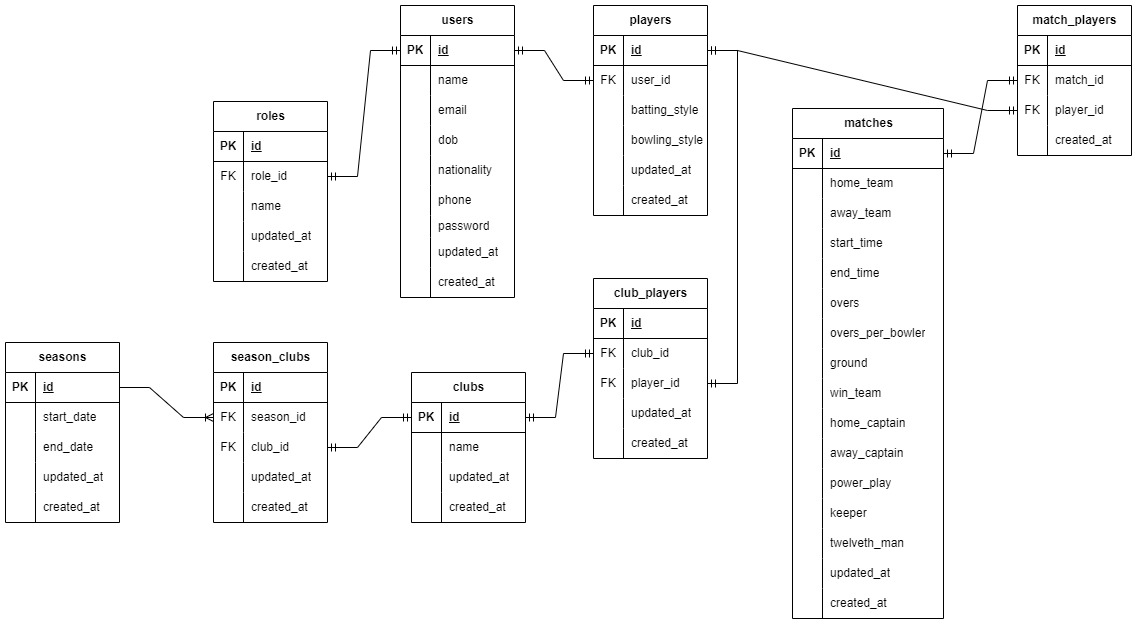 users
PK id
name
email
dob
nationality
phone
password
updated_at
created_at
players
PK id
FK user_id
batting_style
bowling_style
updated_at
created_at
match_players
PK id
FK match_id
FK player_id
created_at
roles
PK id
FK role_id
name
updated_at
created_at
matches
PK id
home_team
away_team
start_time
end_time
overs
overs_per_bowler
ground
win_team
home_captain
away_captain
power_play
keeper
twelveth_man
updated_at
created_at
club_players
PK id
FK club_id
FK player_id
updated_at
created_at
seasons
PK id
start_date
end_date
updated_at
created_at
season_clubs
PK id
FK season_id
FK club_id
updated_at
created_at
clubs
PK id
name
updated_at
created_at